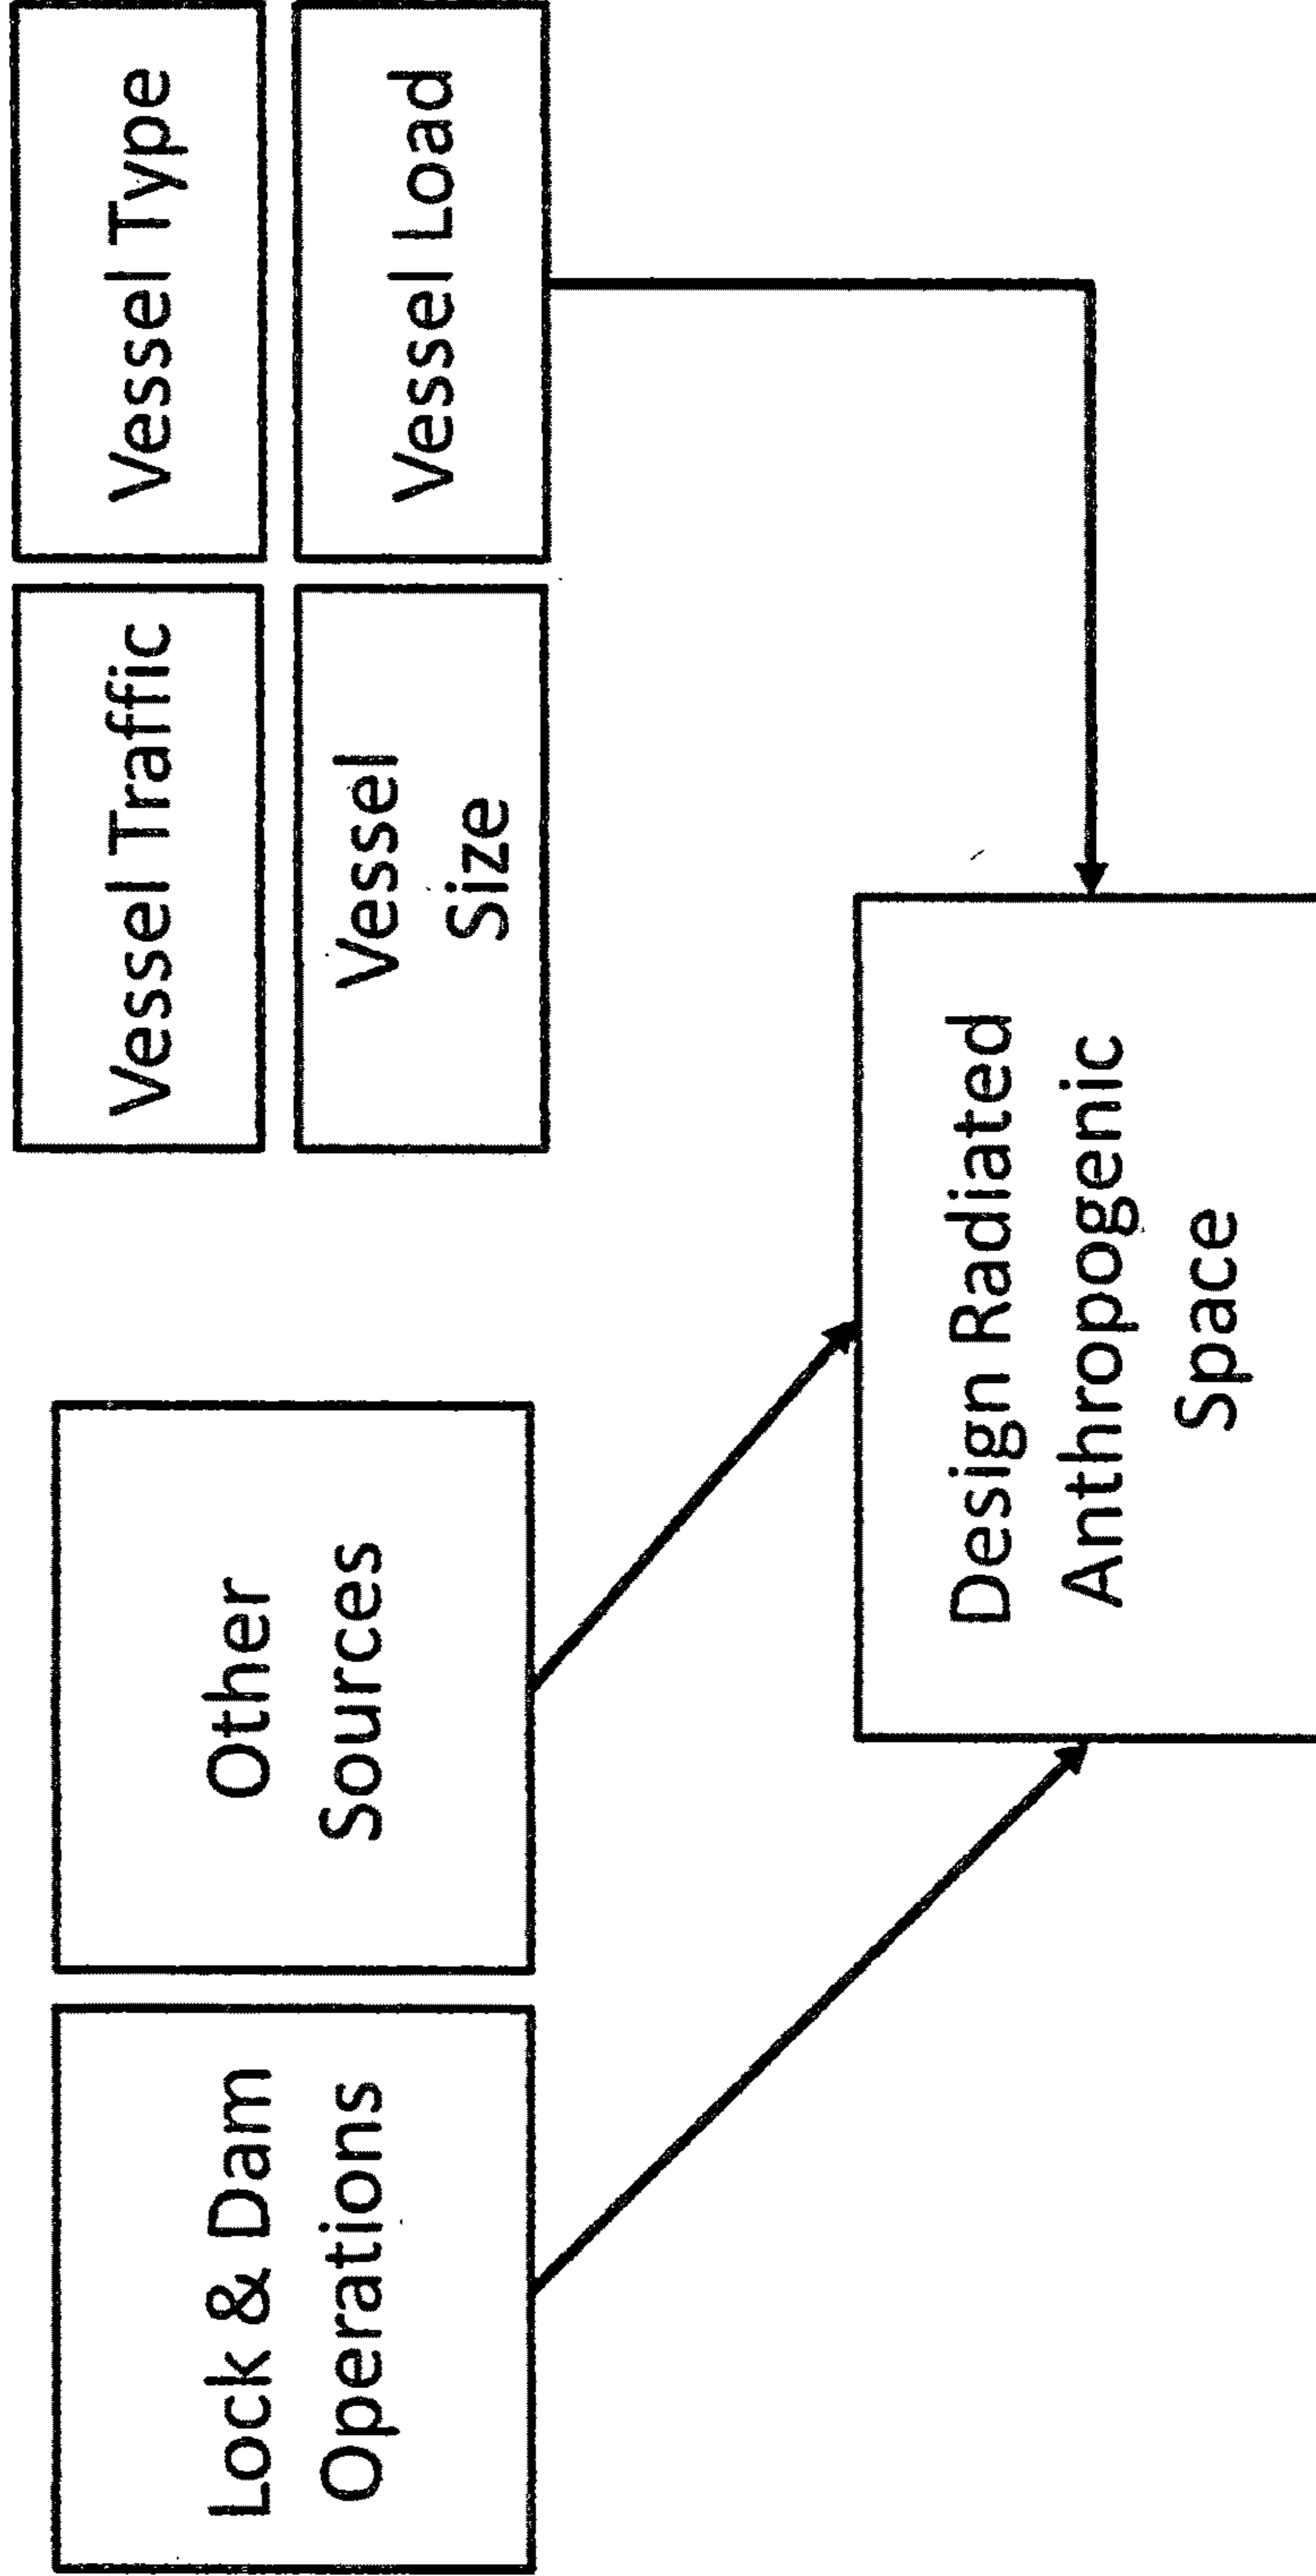 Lock & Dam
Operations
Other
Sources
Vessel Traffic
Vessel Type
Vessel
Size
Vessel Load
Design Radiated
Anthropogenic
Space